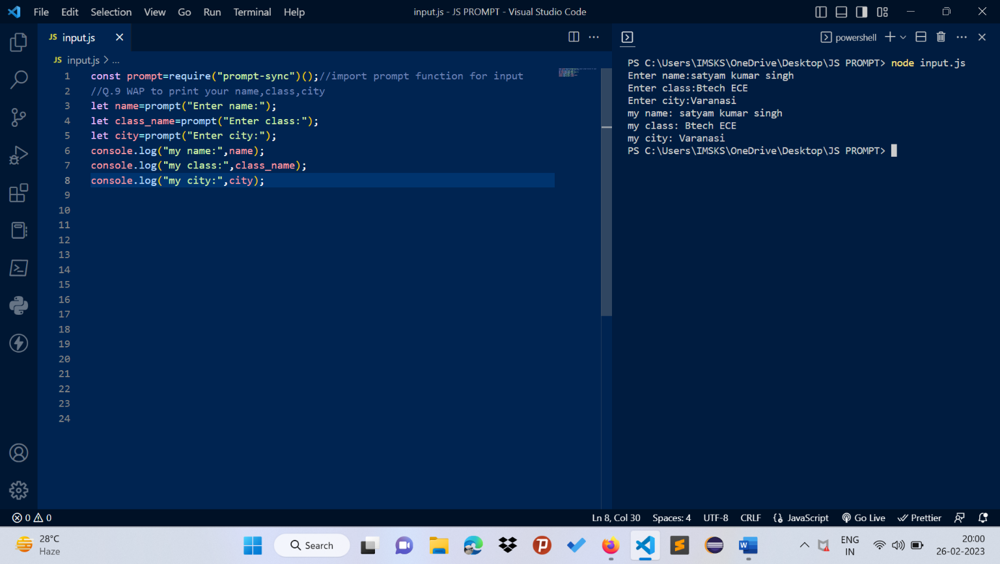 File Edit Selection View Go Run Terminal Help
input.js - JS PROMPT - Visual Studio Code
JS input.js
JS input.js > ...
1 const prompt=require("prompt-sync")();//import prompt function for input
2 //Q.9 WAP to print your name,class,city
3 let name=prompt("Enter name:");
4 let class_name=prompt("Enter class:");
5 let city=prompt("Enter city:");
6 console.log("my name:",name);
7 console.log("my class:",class_name);
8 console.log("my city:",city);
9
10
11
12
13
14
15
16
17
18
19
20
21
22
23
24
powershell
PS C:\Users\IMSKS\OneDrive\Desktop\JS PROMPT> node input.js
Enter name:satyam kumar singh
Enter class:Btech ECE
Enter city:Varanasi
my name: satyam kumar singh
my class: Btech ECE
my city: Varanasi
PS C:\Users\IMSKS\OneDrive\Desktop\JS PROMPT>
0 0
Ln 8, Col 30 Spaces: 4 UTF-8 CRLF JavaScript Go Live Prettier
28°C
Haze
Search
ENG
IN
20:00
26-02-2023